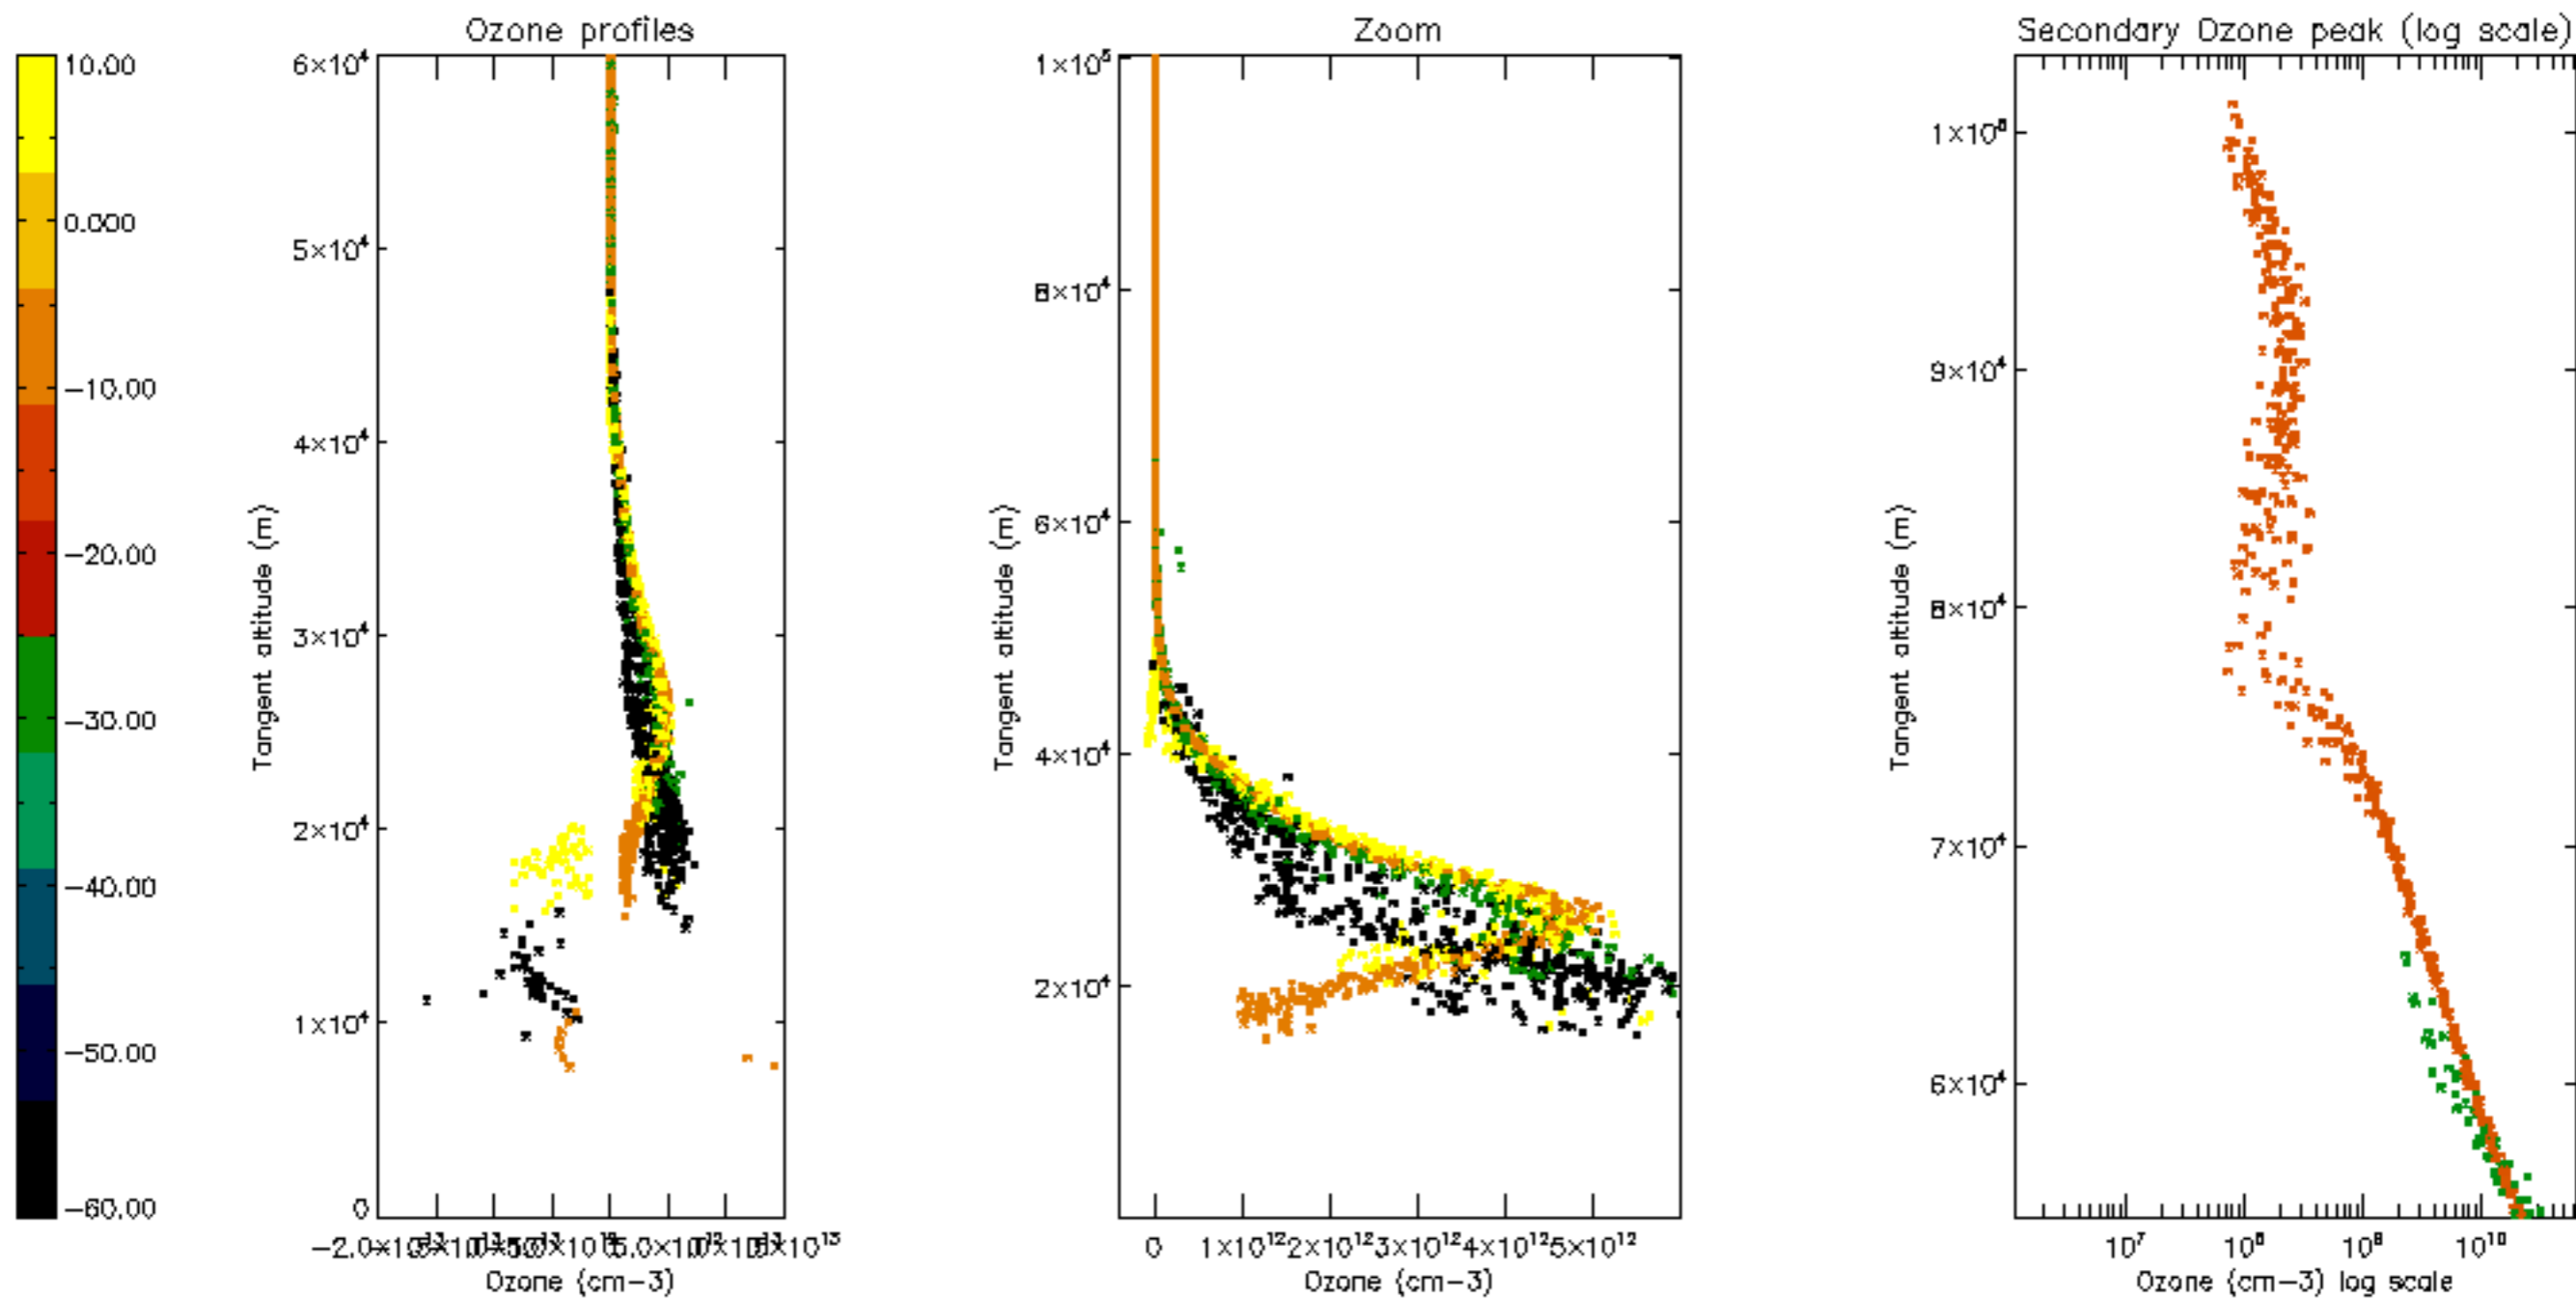 Ozone profiles
Zoom
Secondary Ozone peak (log scale)
10.00
0.000
−10.00
−20.00
−30.00
−40.00
−50.00
−60.00
6×10⁴
5×10⁴
4×10⁴
3×10⁴
2×10⁴
1×10⁴
0
Tangent altitude (m)
Ozone (cm−3)
1×10⁵
8×10⁴
6×10⁴
4×10⁴
2×10⁴
Tangent altitude (m)
0 1×10¹² 2×10¹² 3×10¹² 4×10¹² 5×10¹²
Ozone (cm−3)
1×10⁵
9×10⁴
8×10⁴
7×10⁴
6×10⁴
Tangent altitude (m)
10⁷ 10⁸ 10⁹ 10¹⁰
Ozone (cm−3) log scale